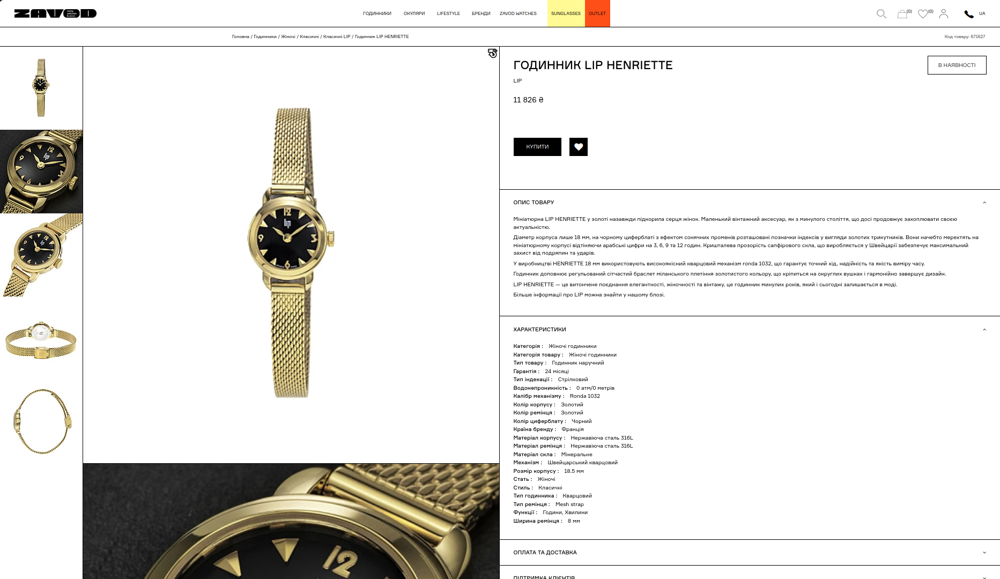 ZAVOD
niche
watches
& accs
ГОДИННИКИ
ОКУЛЯРИ
LIFESTYLE
БРЕНДИ
ZAVOD WATCHES
SUNGLASSES
OUTLET
(0)
(0)
UA
Головна / Годинники / Жіночі / Класичні / Класичні LIP / Годинник LIP HENRIETTE
Код товару: 671627
ГОДИННИК LIP HENRIETTE
В НАЯВНОСТІ
LIP
11 826 ₴
КУПИТИ
ОПИС ТОВАРУ
Мініатюрна LIP HENRIETTE у золоті назавжди підкорила серця жінок. Маленький вінтажний аксесуар, як з минулого століття, що досі продовжує захоплювати своєю
актуальністю.
Діаметр корпуса лише 18 мм, на чорному циферблаті з ефектом сонячних променів розташовані позначки індексів у вигляді золотих трикутників. Вони начебто мерехтять на
мініатюрному корпусі відтіняючи арабські цифри на 3, 6, 9 та 12 годин. Кришталева прозорість сапфірового скла, що виробляється у Швейцарії забезпечує максимальний
захист від подряпин та ударів.
У виробництві HENRIETTE 18 мм використовують високоякісний кварцовий механізм ronda 1032, що гарантує точний хід, надійність та якість виміру часу.
Годинник доповнює регульований сітчастий браслет міланського плетіння золотистого кольору, що кріпиться на округлих вушках і гармонійно завершує дизайн.
LIP HENRIETTE — це витончене поєднання елегантності, жіночності та вінтажу, це годинник минулих років, який і сьогодні залишається в моді.
Більше інформації про LIP можна знайти у нашому блозі.
ХАРАКТЕРИСТИКИ
Категорія : Жіночі годинники
Категорія товару : Жіночі годинники
Тип товару : Годинник наручний
Гарантія : 24 місяці
Тип індекації : Стрілковий
Водонепроникність : 0 атм/0 метрів
Калібр механізму : Ronda 1032
Колір корпусу : Золотий
Колір ремінця : Золотий
Колір циферблату : Чорний
Країна бренду : Франція
Матеріал корпусу : Нержавіюча сталь 316L
Матеріал ремінця : Нержавіюча сталь 316L
Матеріал скла : Мінеральне
Механізм : Швейцарський кварцовий
Розмір корпусу : 18.5 мм
Стать : Жіночі
Стиль : Класичні
Тип годинника : Кварцовий
Тип ремінця : Mesh strap
Функції : Години, Хвилини
Ширина ремінця : 8 мм
ОПЛАТА ТА ДОСТАВКА
ПІДТРИМКА КЛІЄНТІВ
12
lip
9
3
6
12
lip
9
6
12